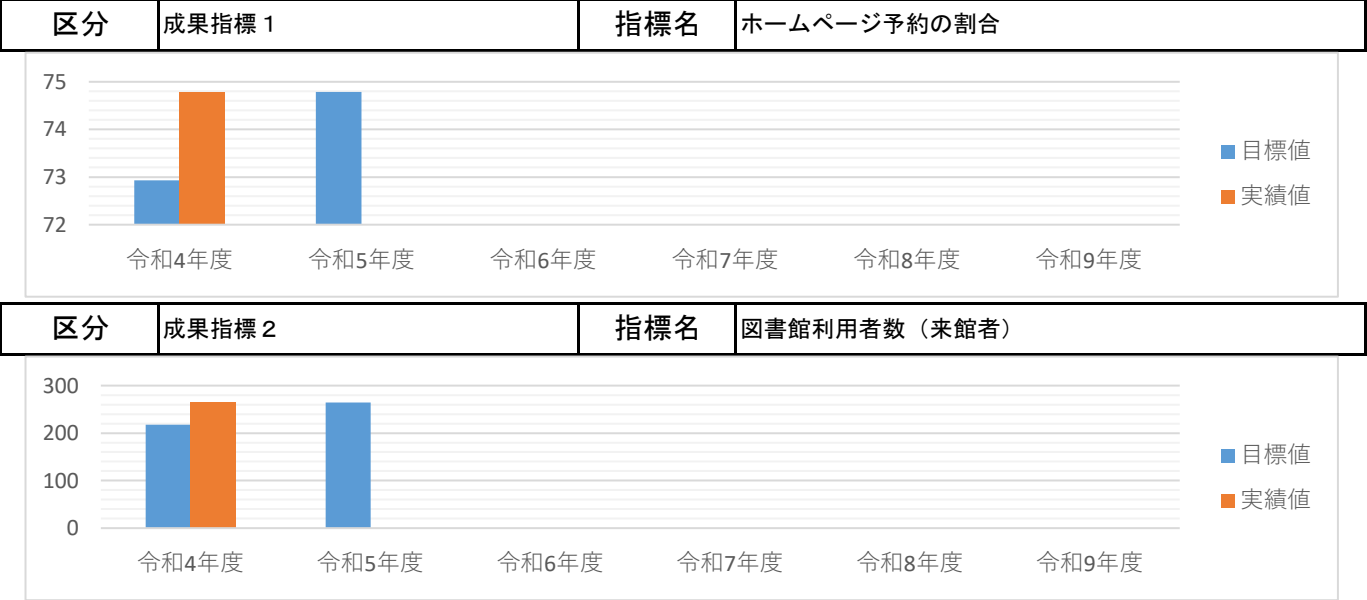 区分 成果指標１ 指標名 ホームページ予約の割合
75
74
73
72
令和4年度 令和5年度 令和6年度 令和7年度 令和8年度 令和9年度
目標値
実績値
区分 成果指標２ 指標名 図書館利用者数（来館者）
300
200
100
0
令和4年度 令和5年度 令和6年度 令和7年度 令和8年度 令和9年度
目標値
実績値